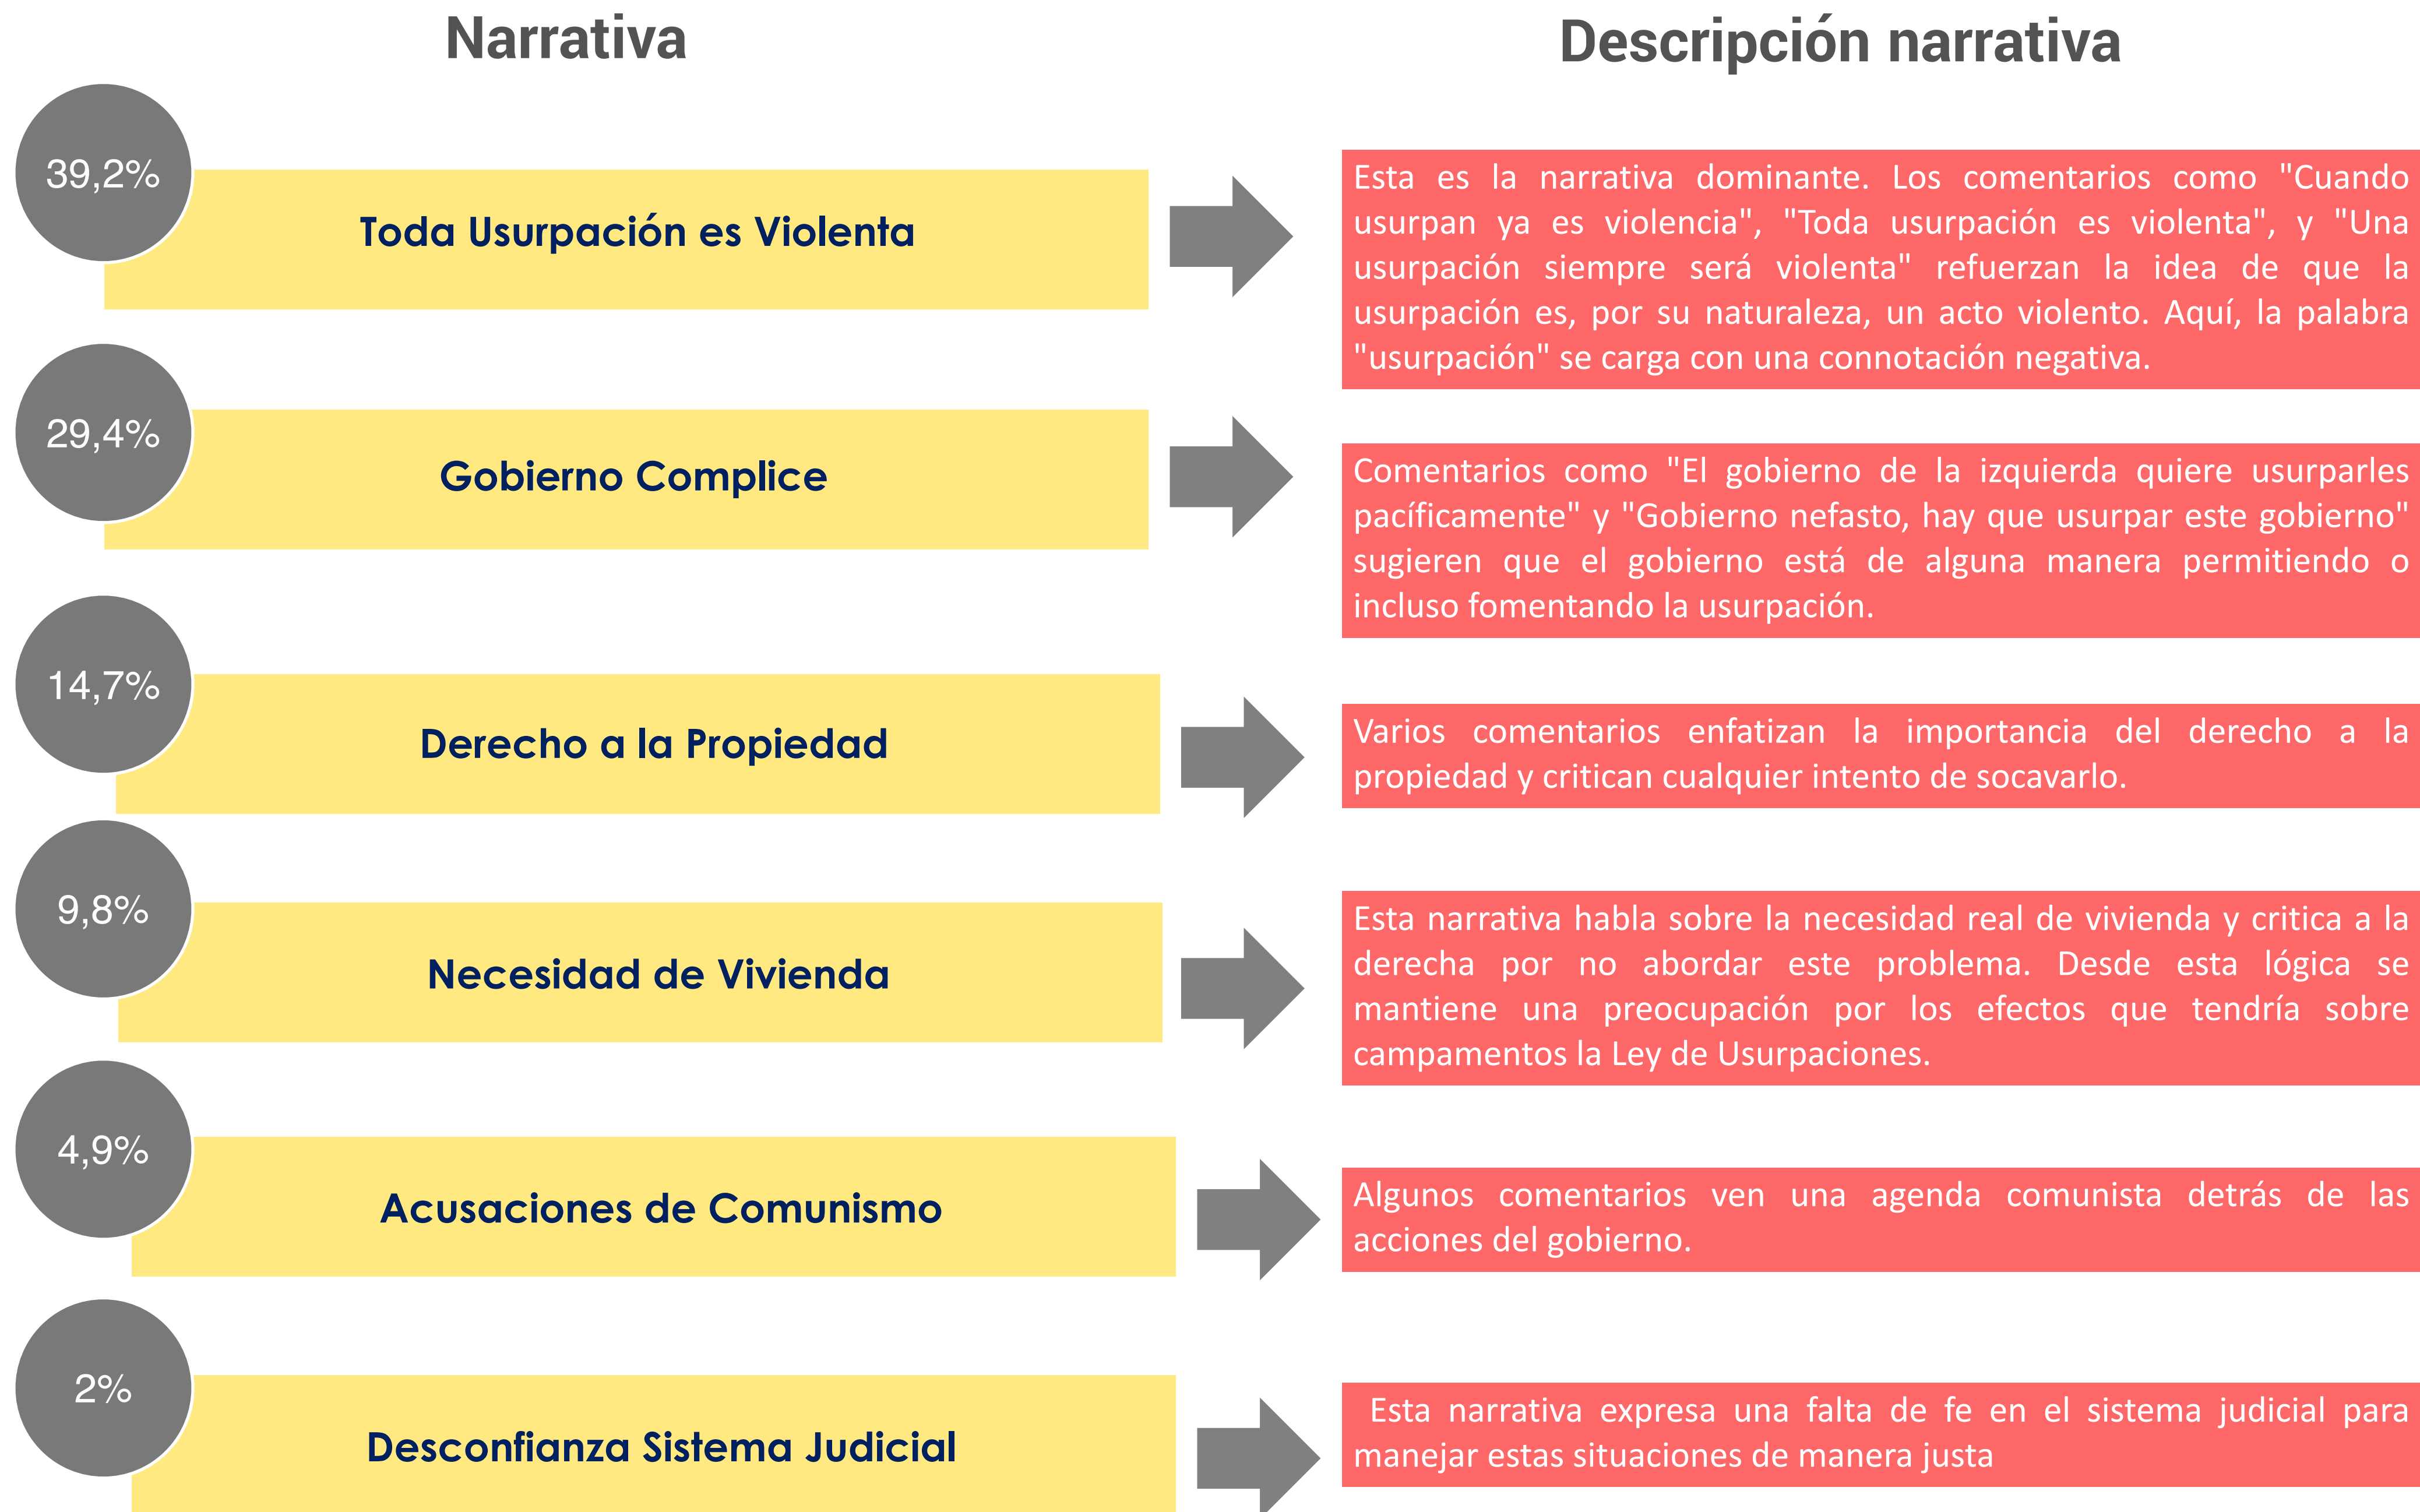 Narrativa
Descripción narrativa
39,2%
Toda Usurpación es Violenta
Esta es la narrativa dominante. Los comentarios como "Cuando
usurpan ya es violencia", "Toda usurpación es violenta", y "Una
usurpación siempre será violenta" refuerzan la idea de que la
usurpación es, por su naturaleza, un acto violento. Aquí, la palabra
"usurpación" se carga con una connotación negativa.
29,4%
Gobierno Complice
Comentarios como "El gobierno de la izquierda quiere usurparles
pacíficamente" y "Gobierno nefasto, hay que usurpar este gobierno"
sugieren que el gobierno está de alguna manera permitiendo o
incluso fomentando la usurpación.
14,7%
Derecho a la Propiedad
Varios comentarios enfatizan la importancia del derecho a la
propiedad y critican cualquier intento de socavarlo.
9,8%
Necesidad de Vivienda
Esta narrativa habla sobre la necesidad real de vivienda y critica a la
derecha por no abordar este problema. Desde esta lógica se
mantiene una preocupación por los efectos que tendría sobre
campamentos la Ley de Usurpaciones.
4,9%
Acusaciones de Comunismo
Algunos comentarios ven una agenda comunista detrás de las
acciones del gobierno.
2%
Desconfianza Sistema Judicial
Esta narrativa expresa una falta de fe en el sistema judicial para
manejar estas situaciones de manera justa